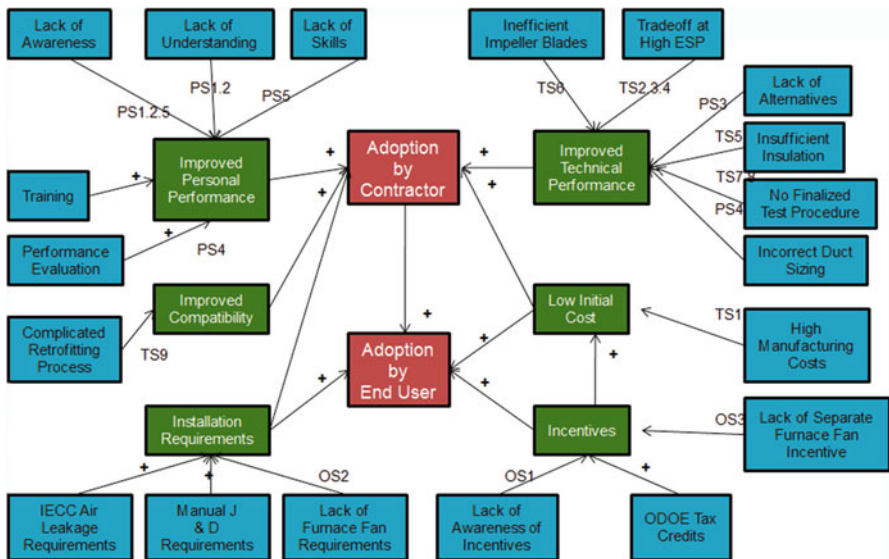 Lack of
Awareness
Lack of
Understanding
Lack of
Skills
Inefficient
Impeller Blades
Tradeoff at
High ESP
PS1.2.5
PS1.2
PS5
TS6
TS2,3.4
PS3
Lack of
Alternatives
TS5
Insufficient
Insulation
TS7.8
No Finalized
Test Procedure
PS4
Incorrect Duct
Sizing
Training
+
Improved
Personal
Performance
+
Adoption
by
Contractor
+
Improved
Technical
Performance
Performance
Evaluation
+
PS4
+
+
Complicated
Retrofitting
Process
TS9
Improved
Compatibility
Low Initial
Cost
TS1
High
Manufacturing
Costs
+
+
+
Adoption
by
End User
+
+
+
Installation
Requirements
Incentives
OS3
Lack of Separate
Furnace Fan
Incentive
+
+
OS2
OS1
+
IECC Air
Leakage
Requirements
Manual J
& D
Requirements
Lack of
Furnace Fan
Requirements
Lack of
Awareness of
Incentives
ODOE Tax
Credits